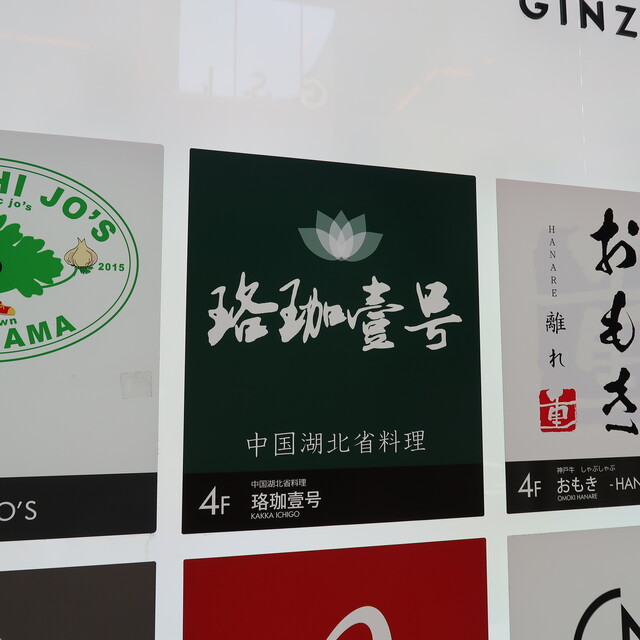 GINZ
HI JO'S
c jo's
2015
wn
YAMA
O'S
珞珈壹号
中国湖北省料理
4F
中国湖北省料理
珞珈壹号
KAKKA ICHIGO
HANARE
離れ
おもき
重
4F
神戸牛 しゃぶしゃぶ
おもき -HAN
OMOKI HANARE